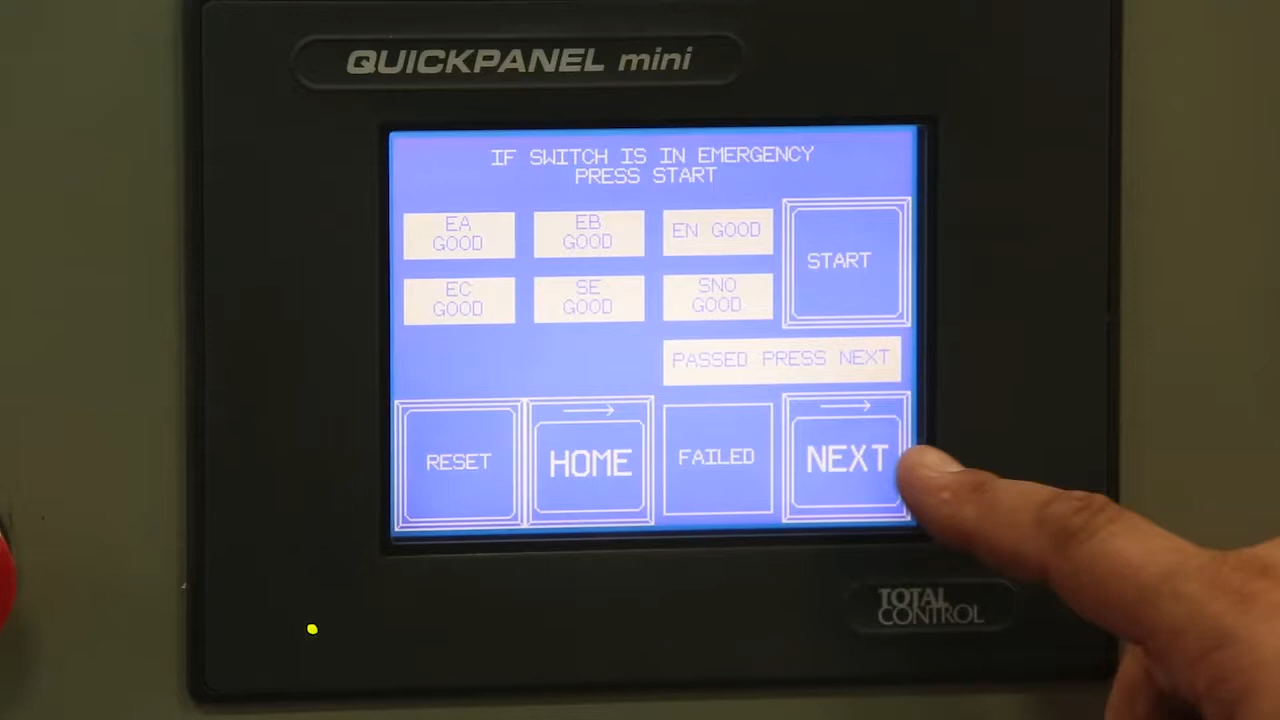 QUICKPANEL mini
IF SWITCH IS IN EMERGENCY
PRESS START
EA
GOOD
EB
GOOD
EN GOOD
START
EC
GOOD
SE
GOOD
SNO
GOOD
PASSED PRESS NEXT
RESET
HOME
FAILED
NEXT
TOTAL
CONTROL